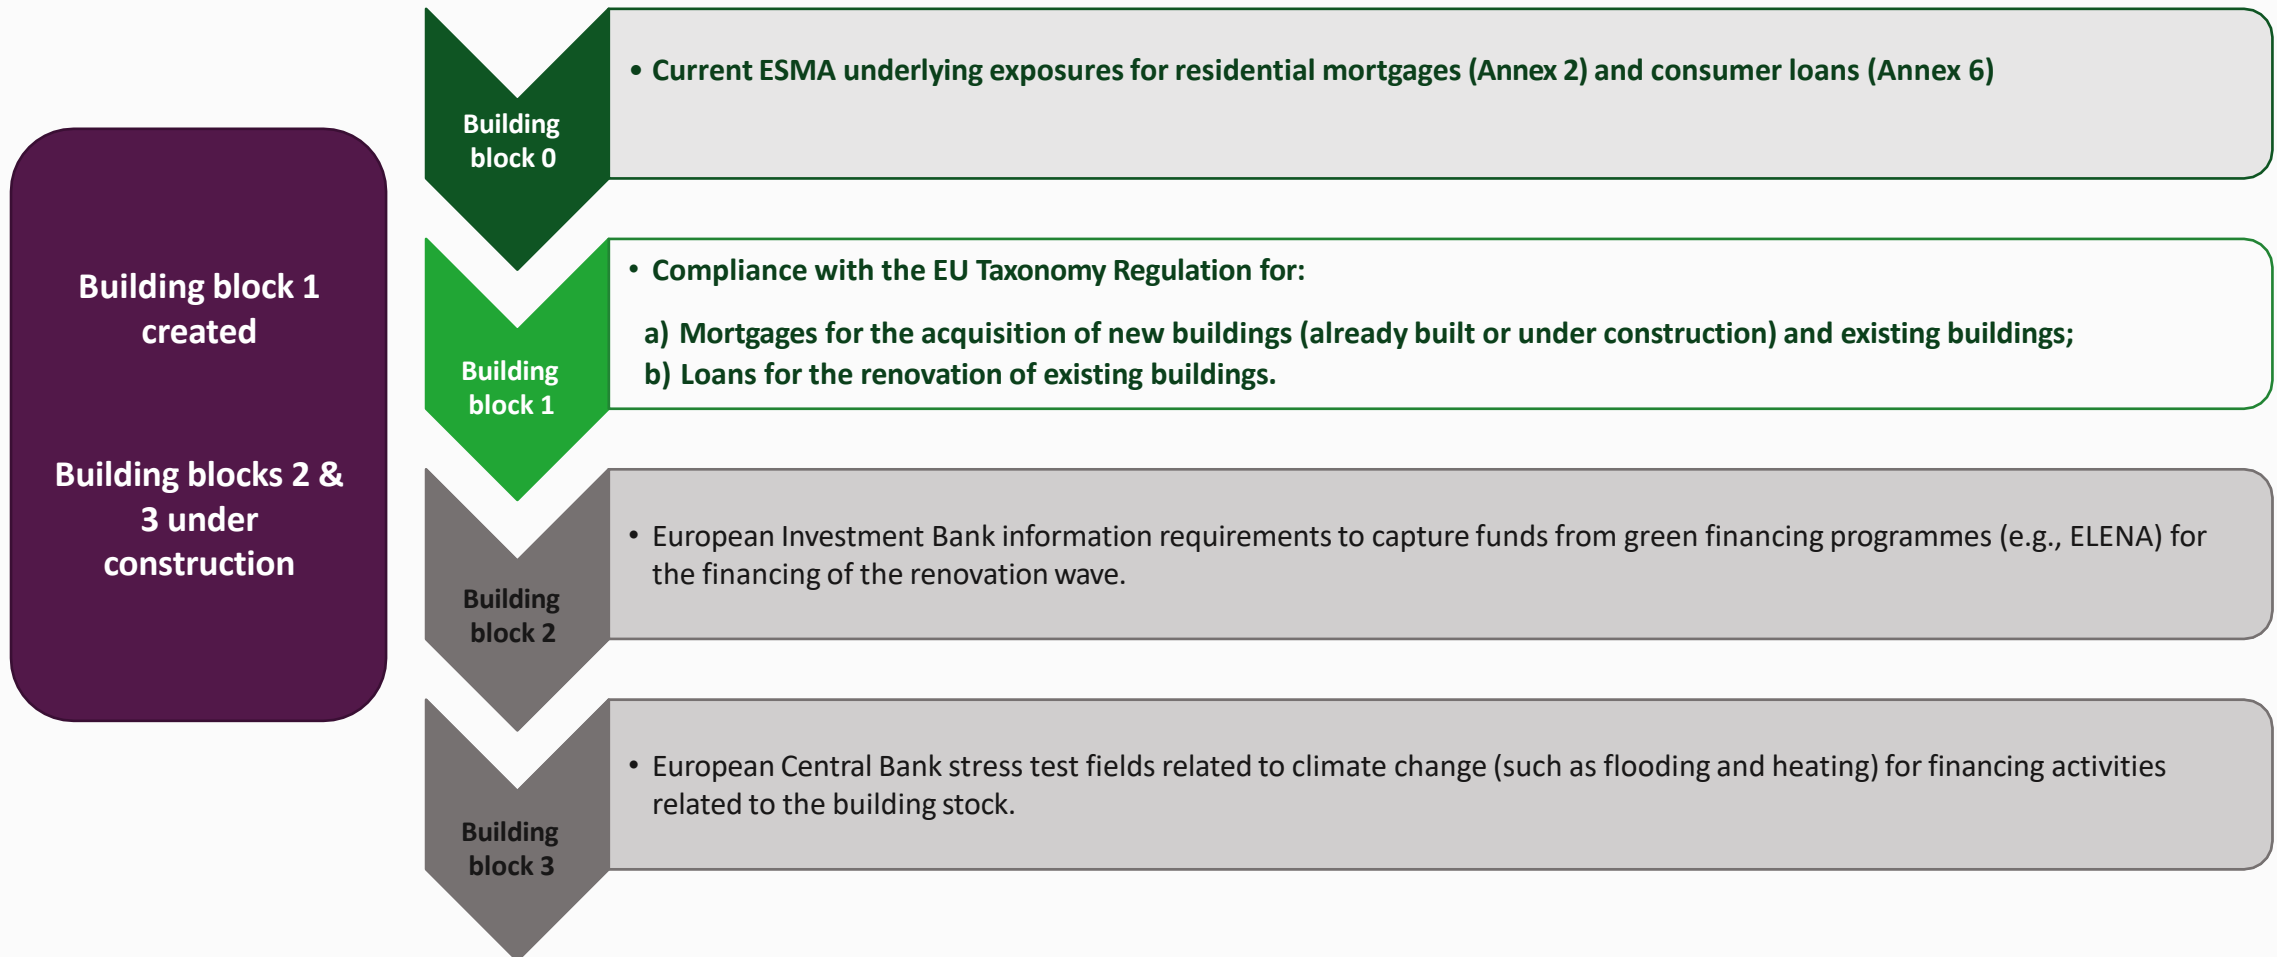 Building block 1
created
Building blocks 2 &
3 under
construction
Building
block 0
• Current ESMA underlying exposures for residential mortgages (Annex 2) and consumer loans (Annex 6)
Building
block 1
• Compliance with the EU Taxonomy Regulation for:
a) Mortgages for the acquisition of new buildings (already built or under construction) and existing buildings;
b) Loans for the renovation of existing buildings.
Building
block 2
• European Investment Bank information requirements to capture funds from green financing programmes (e.g., ELENA) for
the financing of the renovation wave.
Building
block 3
• European Central Bank stress test fields related to climate change (such as flooding and heating) for financing activities
related to the building stock.